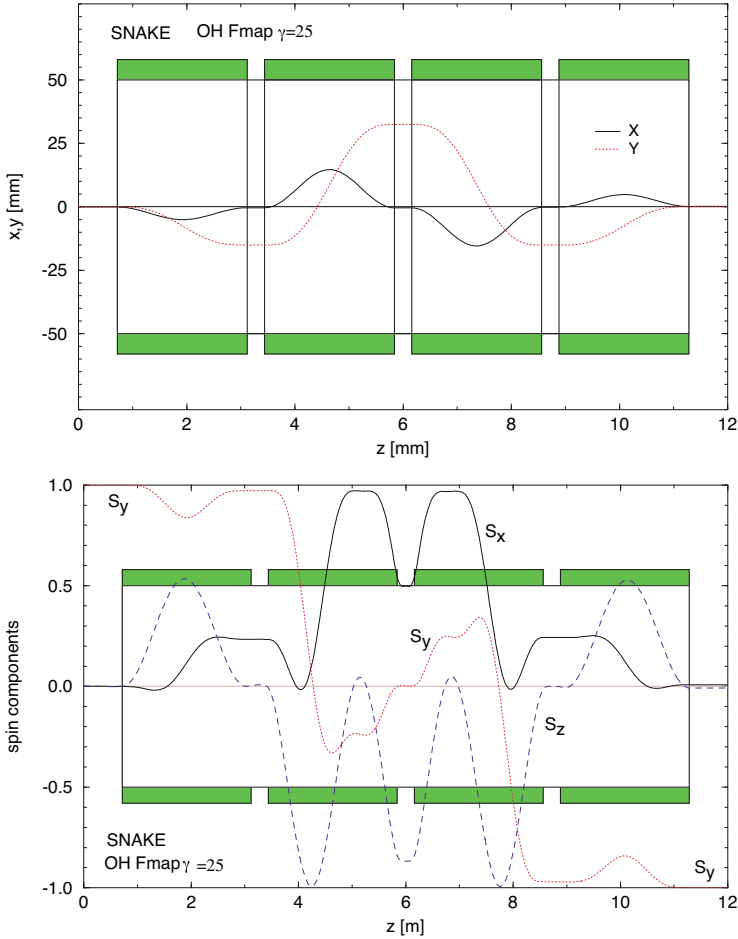 SNAKE OH Fmap γ=25
50
25
0
-25
-50
x,y [mm]
X
Y
0 2 4 6 8 10 12
z [mm]
1.0
0.5
0.0
-0.5
-1.0
spin components
Sy
Sx
Sy
Sz
SNAKE
OH Fmap γ =25
Sy
0 2 4 6 8 10 12
z [m]